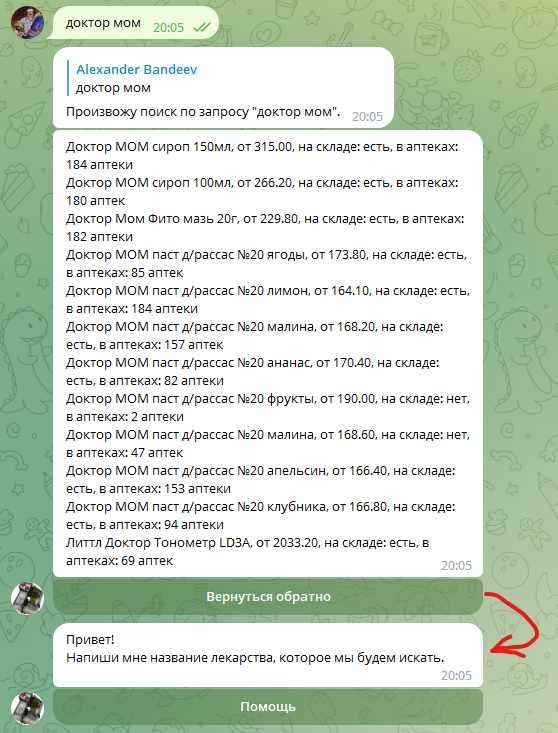 доктор мом 20:05
Alexander Bandeev
доктор мом
Произвожу поиск по запросу "доктор мом". 20:05
Доктор МОМ сироп 150мл, от 315.00, на складе: есть, в аптеках:
184 аптеки
Доктор МОМ сироп 100мл, от 266.20, на складе: есть, в аптеках:
180 аптек
Доктор Мом Фито мазь 20г, от 229.80, на складе: есть, в аптеках:
182 аптеки
Доктор МОМ паст д/рассас №20 ягоды, от 173.80, на складе: есть,
в аптеках: 85 аптек
Доктор МОМ паст д/рассас №20 лимон, от 164.10, на складе: есть,
в аптеках: 184 аптеки
Доктор МОМ паст д/рассас №20 малина, от 168.20, на складе:
есть, в аптеках: 157 аптек
Доктор МОМ паст д/рассас №20 ананас, от 170.40, на складе:
есть, в аптеках: 82 аптеки
Доктор МОМ паст д/рассас №20 фрукты, от 190.00, на складе: нет,
в аптеках: 2 аптеки
Доктор МОМ паст д/рассас №20 малина, от 168.60, на складе: нет,
в аптеках: 47 аптек
Доктор МОМ паст д/рассас №20 апельсин, от 166.40, на складе:
есть, в аптеках: 153 аптеки
Доктор МОМ паст д/рассас №20 клубника, от 166.80, на складе:
есть, в аптеках: 94 аптеки
Литтл Доктор Тонометр LD3A, от 2033.20, на складе: есть, в
аптеках: 69 аптек
20:05
Вернуться обратно
Привет!
Напиши мне название лекарства, которое мы будем искать.
20:05
Помощь